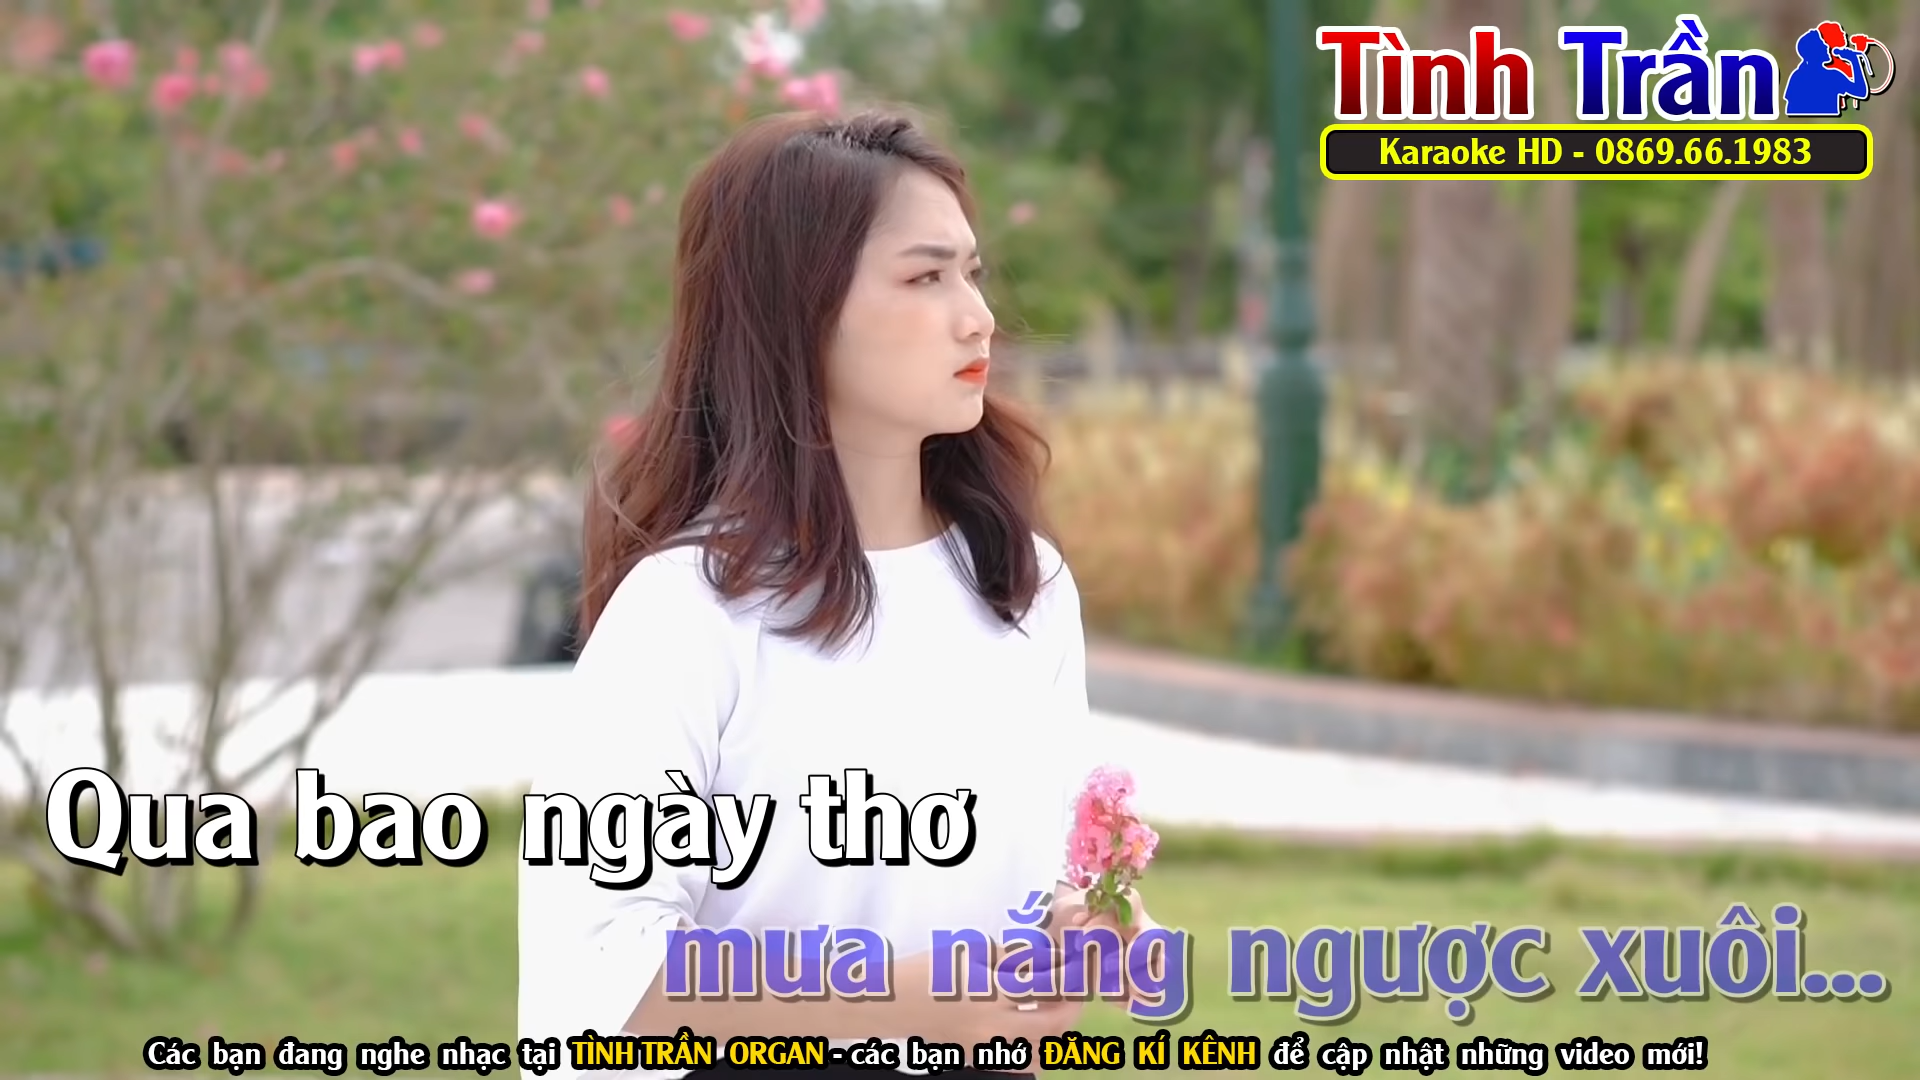 Tình Trần
Karaoke HD - 0869.66.1983
Qua bao ngày thơ
mưa nắng ngược xuôi...
Các bạn đang nghe nhạc tại TÌNH TRẦN ORGAN - các bạn nhớ ĐĂNG KÍ KÊNH để cập nhật những video mới!